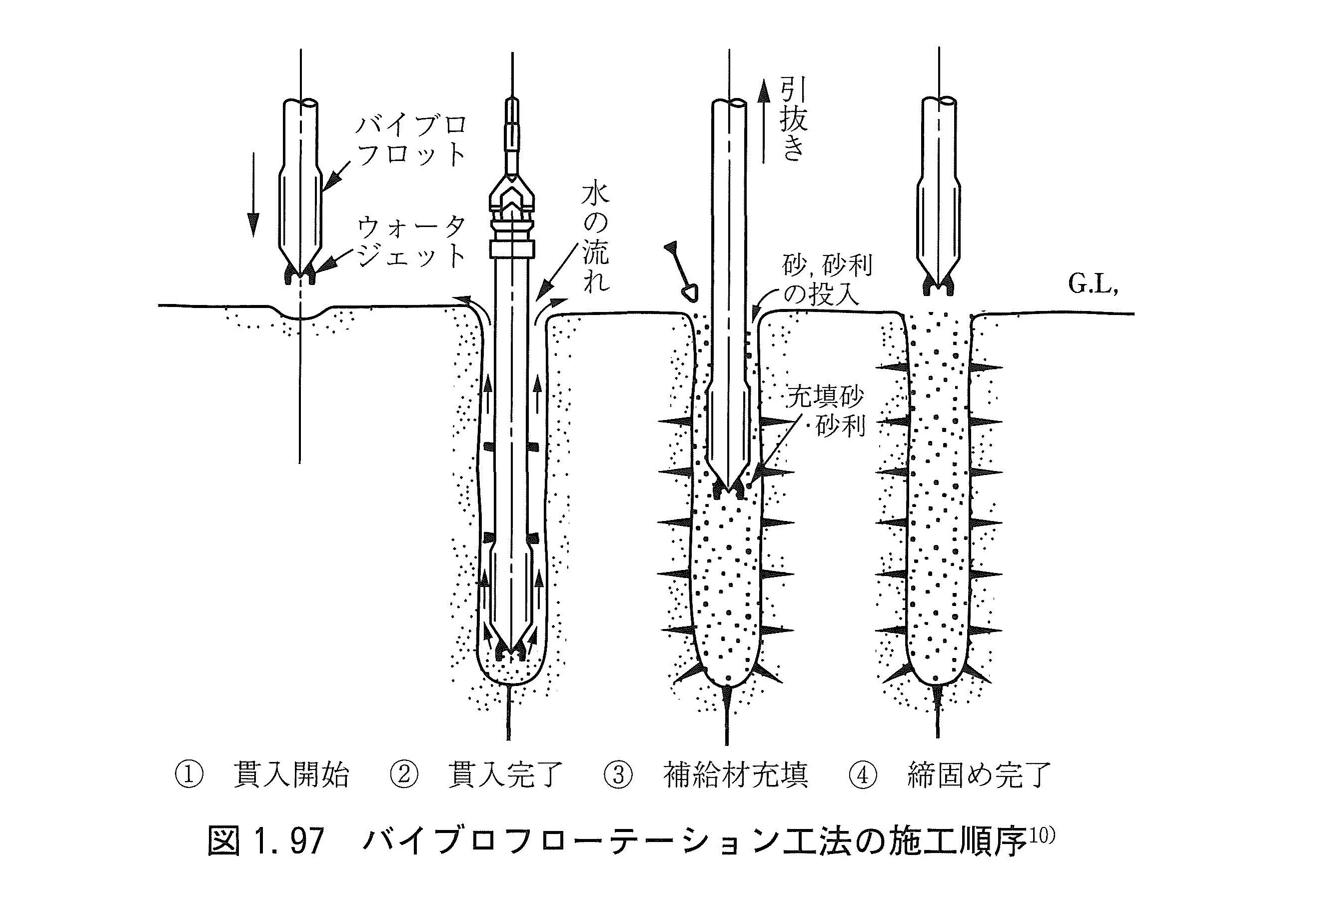 バイブロ
フロット
ウォータ
ジェット
水の流れ
引抜き
砂,砂利
の投入
充填砂
・砂利
G.L,
① 貫入開始 ② 貫入完了 ③ 補給材充填 ④ 締固め完了
図1.97 バイブロフローテーション工法の施工順序10)